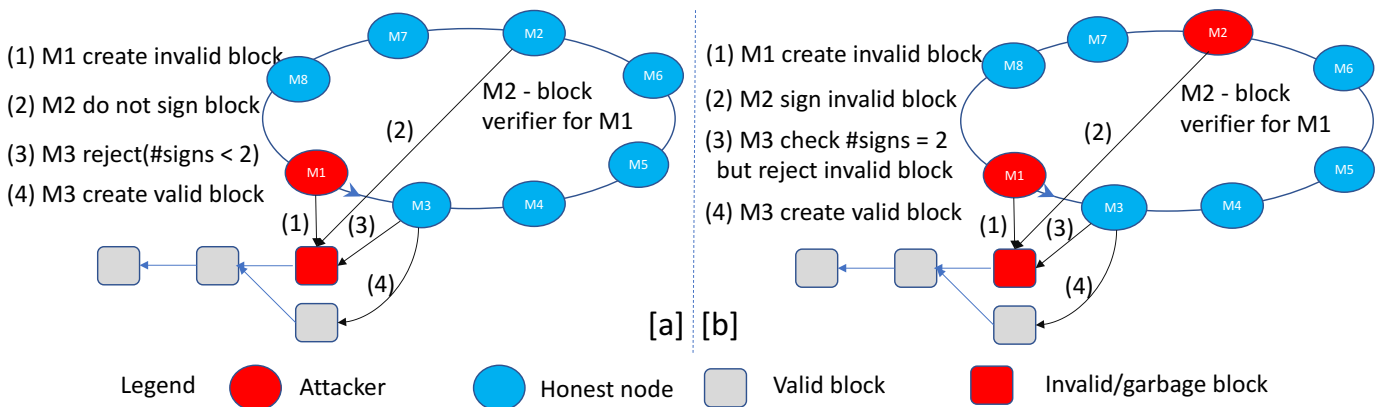 (1) M1 create invalid block
(2) M2 do not sign block
(3) M3 reject(#signs < 2)
(4) M3 create valid block
M7
M2
M8
M6
M2 - block
verifier for M1
(2)
M1
M5
M3
M4
(1)
(3)
(4)
[a]
(1) M1 create invalid block
(2) M2 sign invalid block
(3) M3 check #signs = 2
but reject invalid block
(4) M3 create valid block
M7
M2
M8
M6
M2 - block
verifier for M1
(2)
M1
M5
M3
M4
(1)
(3)
(4)
[b]
Legend
Attacker
Honest node
Valid block
Invalid/garbage block